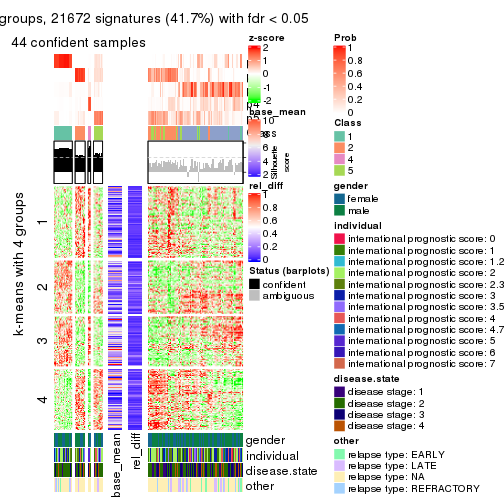 groups, 21672 signatures (41.7%) with fdr < 0.05
44 confident samples
k-means with 4 groups
1
2
3
4
base_mean
rel_diff
gender
individual
disease.state
other
z-score
2
1
0
-1
-2
base_mean
10
8
6
4
2
Silhouette
score
rel_diff
1
0.8
0.6
0.4
0.2
0
Status (barplots)
confident
ambiguous
Prob
1
0.8
0.6
0.4
0.2
0
Class
1
2
4
5
gender
female
male
individual
international prognostic score: 0
international prognostic score: 1
international prognostic score: 1.2
international prognostic score: 2
international prognostic score: 2.3
international prognostic score: 3
international prognostic score: 3.5
international prognostic score: 4
international prognostic score: 4.7
international prognostic score: 5
international prognostic score: 6
international prognostic score: 7
disease.state
disease stage: 1
disease stage: 2
disease stage: 3
disease stage: 4
other
relapse type: EARLY
relapse type: LATE
relapse type: NA
relapse type: REFRACTORY